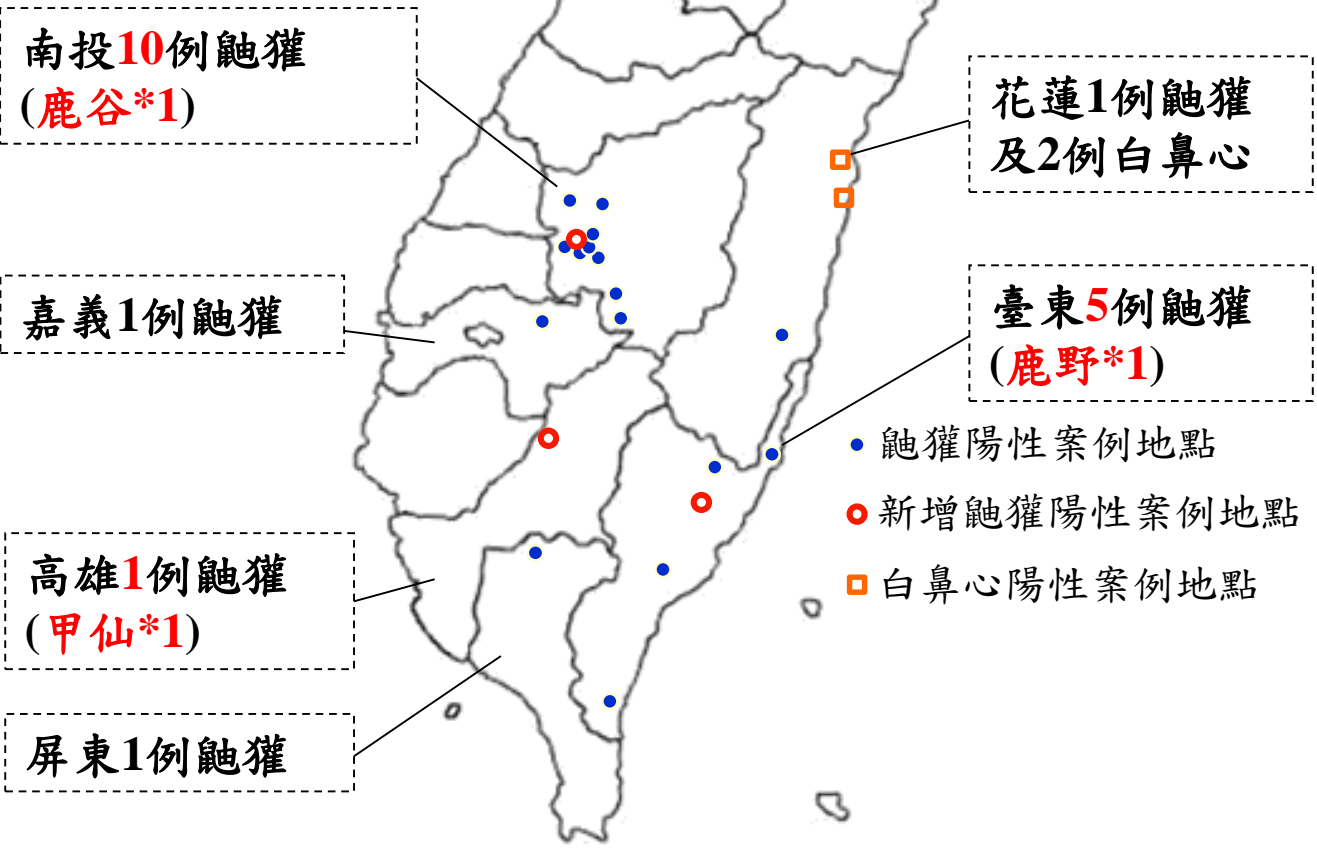 南投10例鼬獾
(鹿谷*1)
花蓮1例鼬獾
及2例白鼻心
嘉義1例鼬獾
臺東5例鼬獾
(鹿野*1)
鼬獾陽性案例地點
新增鼬獾陽性案例地點
白鼻心陽性案例地點
高雄1例鼬獾
(甲仙*1)
屏東1例鼬獾